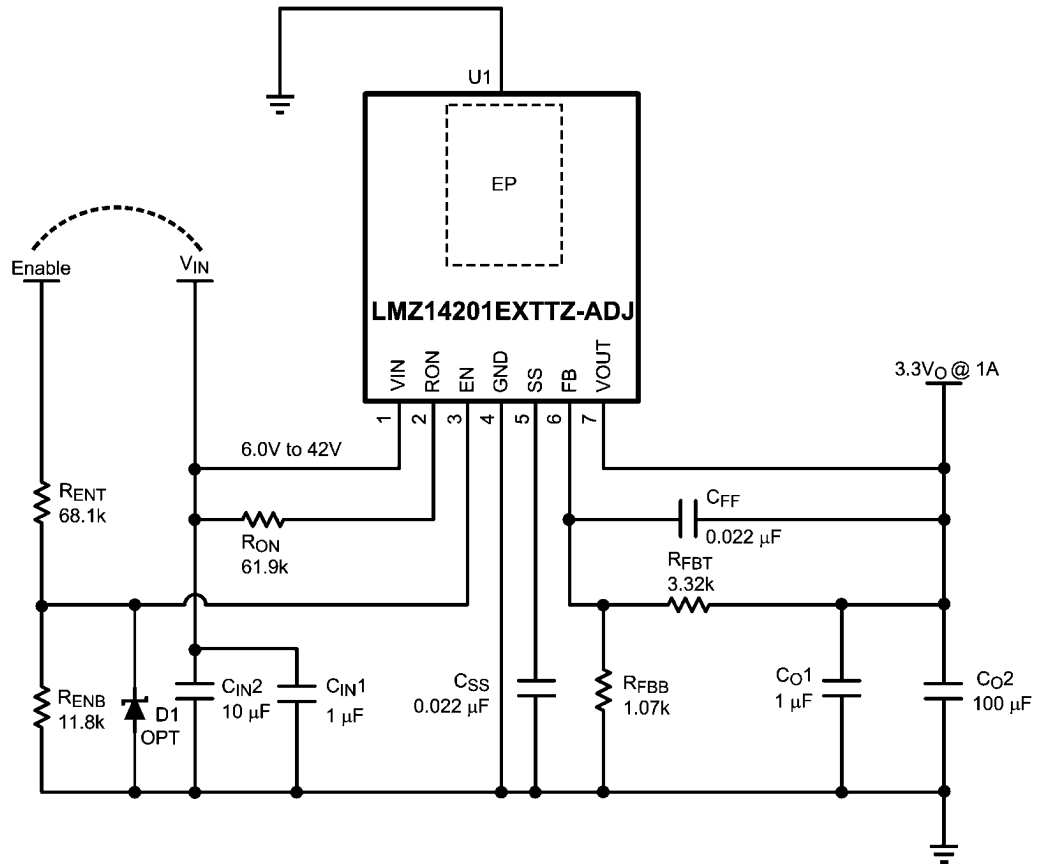 U1
EP
Enable
VIN
LMZ14201EXTTZ-ADJ
VIN
RON
EN
GND
SS
FB
VOUT
1
2
3
4
5
6
7
3.3VO @ 1A
6.0V to 42V
RENT
68.1k
RON
61.9k
CFF
0.022 µF
RFBT
3.32k
RENB
11.8k
D1
OPT
CIN2
10 µF
CIN1
1 µF
CSS
0.022 µF
RFBB
1.07k
CO1
1 µF
CO2
100 µF